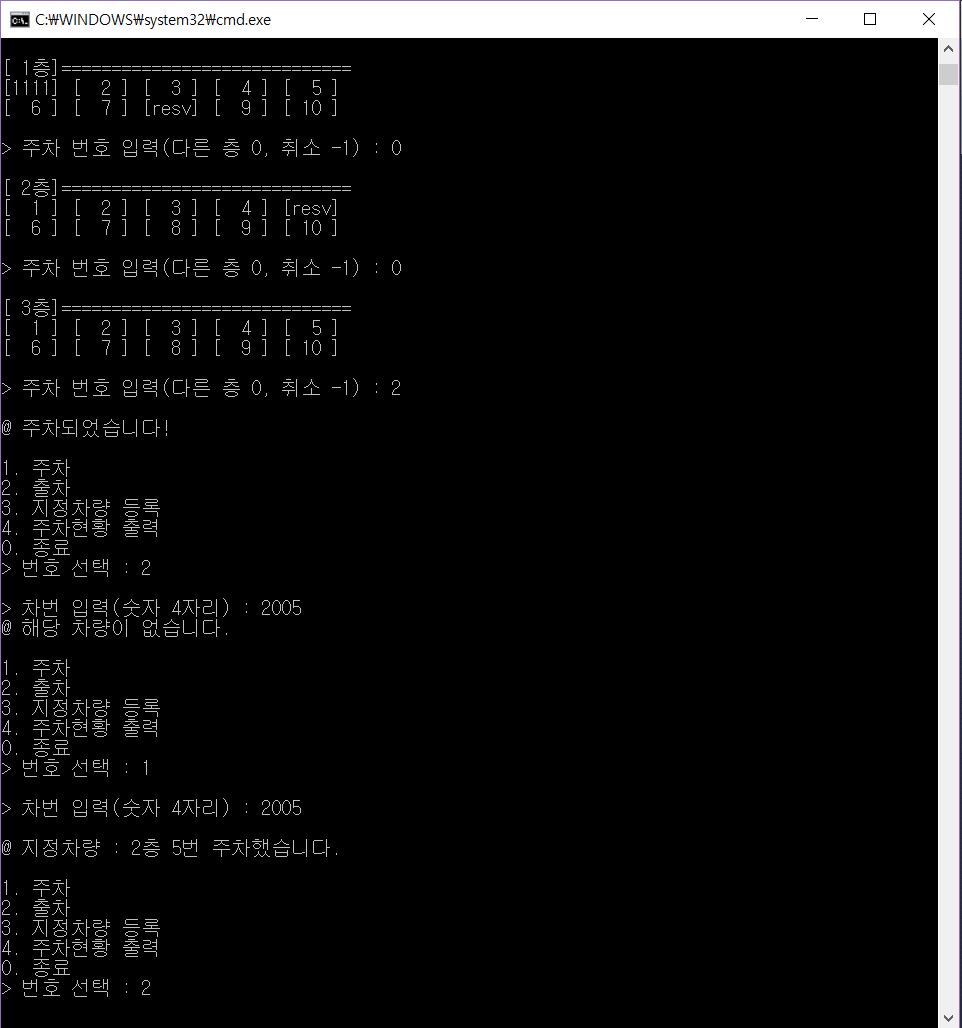 C:₩WINDOWS₩system32₩cmd.exe
[ 1층]=============================
[1111] [  2 ] [  3 ] [  4 ] [  5 ]
[  6 ] [  7 ] [resv] [  9 ] [ 10 ]
> 주차 번호 입력(다른 층 0, 취소 -1) : 0
[ 2층]=============================
[  1 ] [  2 ] [  3 ] [  4 ] [resv]
[  6 ] [  7 ] [  8 ] [  9 ] [ 10 ]
> 주차 번호 입력(다른 층 0, 취소 -1) : 0
[ 3층]=============================
[  1 ] [  2 ] [  3 ] [  4 ] [  5 ]
[  6 ] [  7 ] [  8 ] [  9 ] [ 10 ]
> 주차 번호 입력(다른 층 0, 취소 -1) : 2
@ 주차되었습니다!
1. 주차
2. 출차
3. 지정차량 등록
4. 주차현황 출력
0. 종료
> 번호 선택 : 2
> 차번 입력(숫자 4자리) : 2005
@ 해당 차량이 없습니다.
1. 주차
2. 출차
3. 지정차량 등록
4. 주차현황 출력
0. 종료
> 번호 선택 : 1
> 차번 입력(숫자 4자리) : 2005
@ 지정차량 : 2층 5번 주차했습니다.
1. 주차
2. 출차
3. 지정차량 등록
4. 주차현황 출력
0. 종료
> 번호 선택 : 2